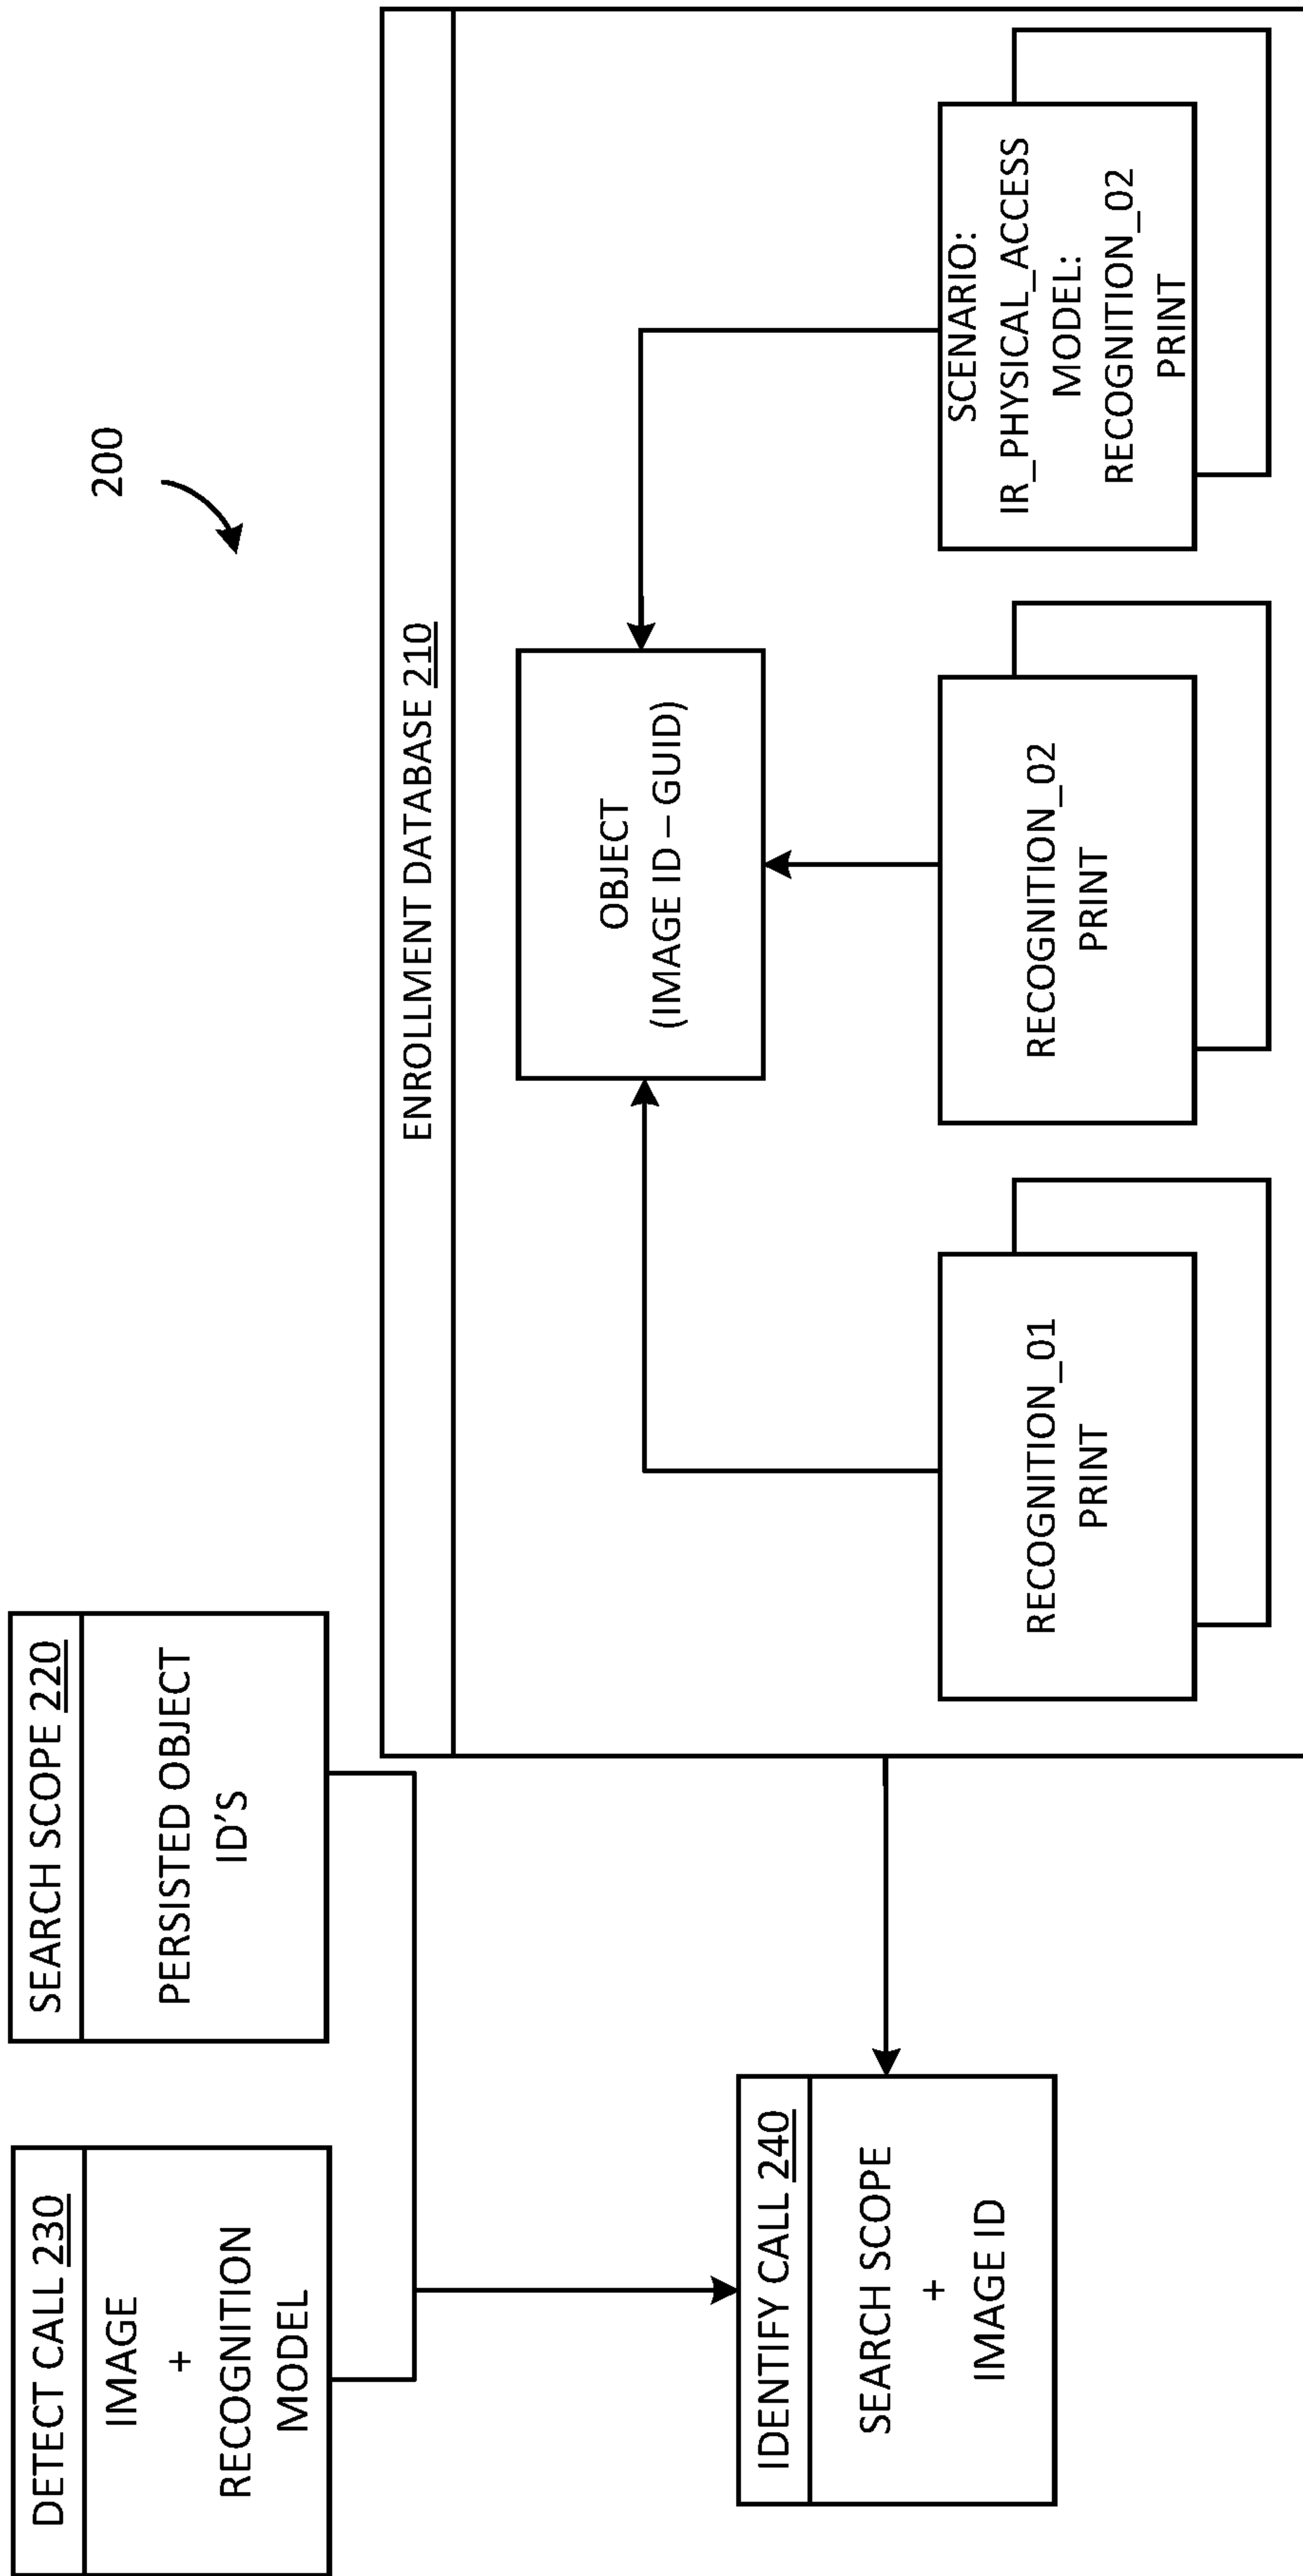 200
DETECT CALL 230
IMAGE
+
RECOGNITION
MODEL
SEARCH SCOPE 220
PERSISTED OBJECT
ID'S
IDENTIFY CALL 240
SEARCH SCOPE
+
IMAGE ID
ENROLLMENT DATABASE 210
OBJECT
(IMAGE ID – GUID)
RECOGNITION_01
PRINT
RECOGNITION_02
PRINT
SCENARIO:
IR_PHYSICAL_ACCESS
MODEL:
RECOGNITION_02
PRINT